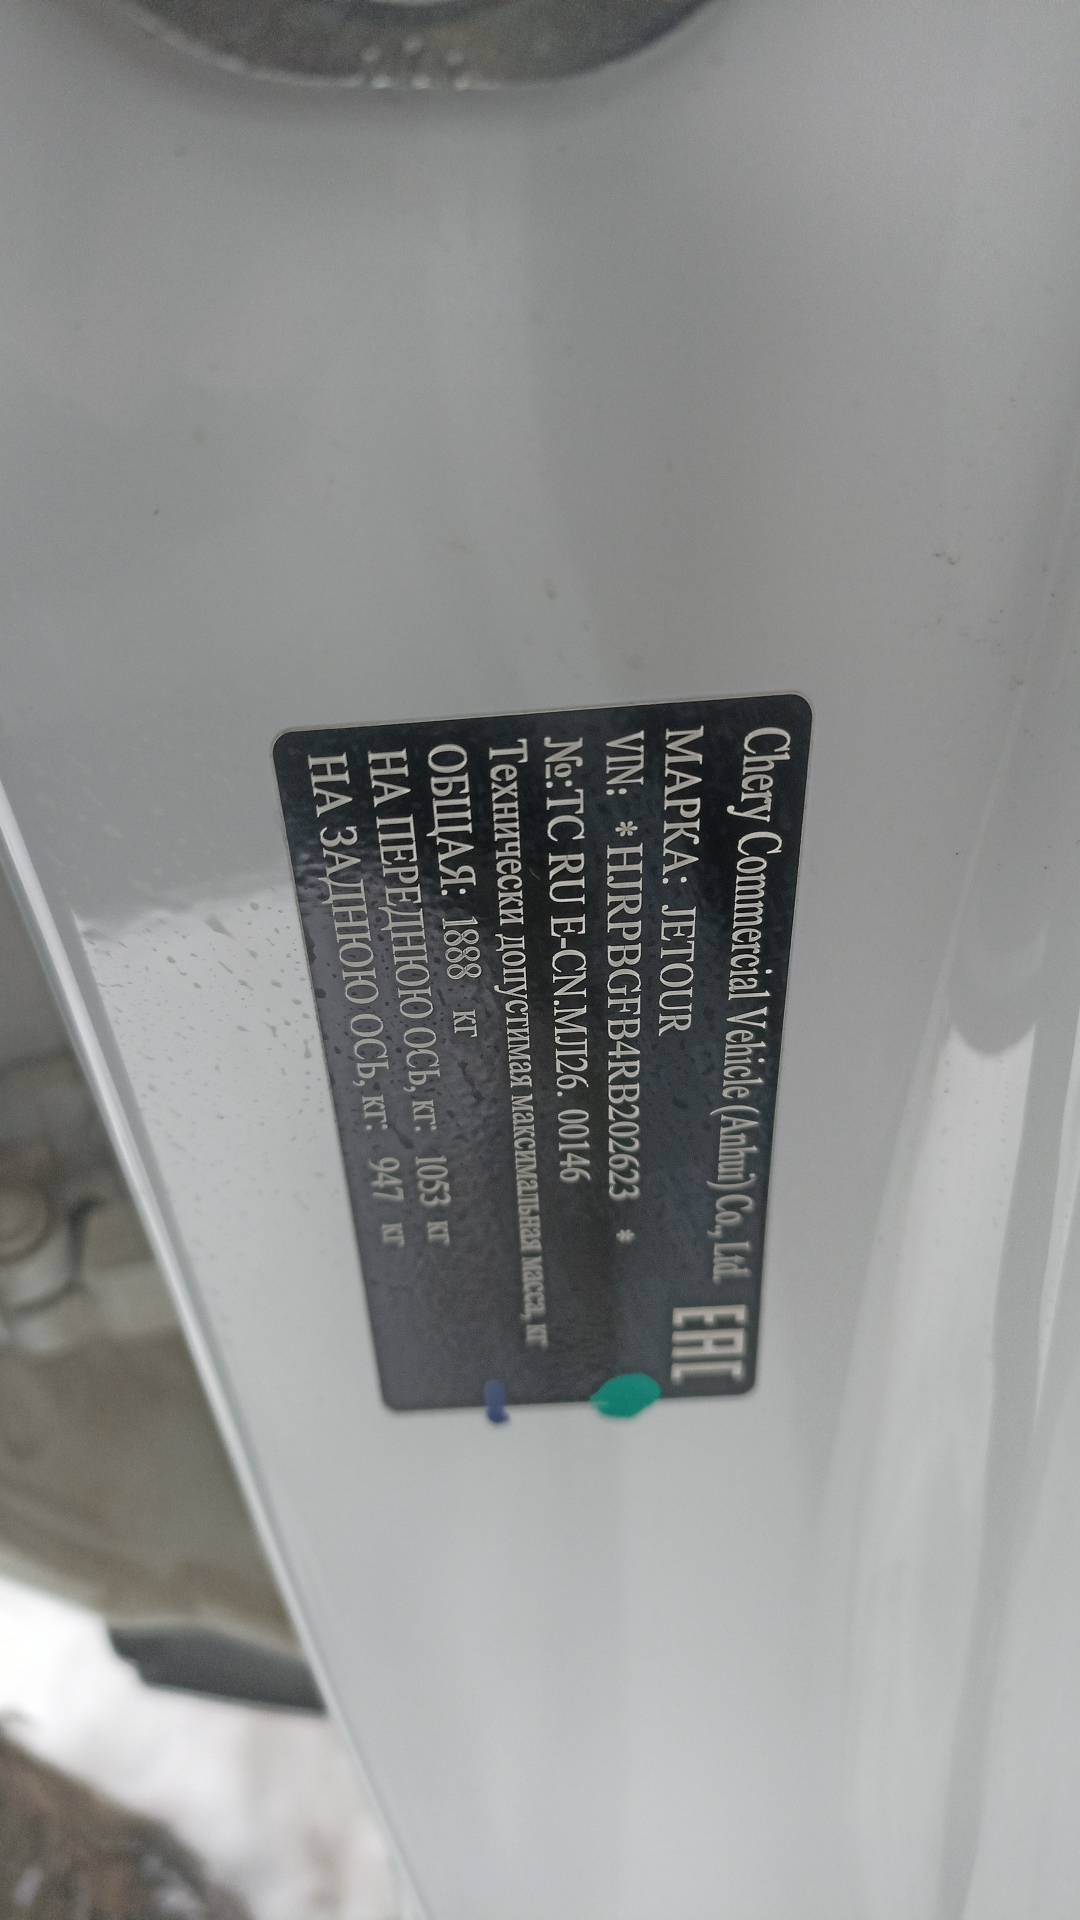 Chery Commercial Vehicle (Anhui) Co., Ltd.
МАРКА: JETOUR
EAC
VIN: *HJRPBGFB4RB202623 *
№:ТС RU E-CN.МЛ26. 00146
Технически допустимая максимальная масса, кг
ОБЩАЯ: 1888 кг
НА ПЕРЕДНЮЮ ОСЬ, кг: 1053 кг
НА ЗАДНЮЮ ОСЬ, кг: 947 кг